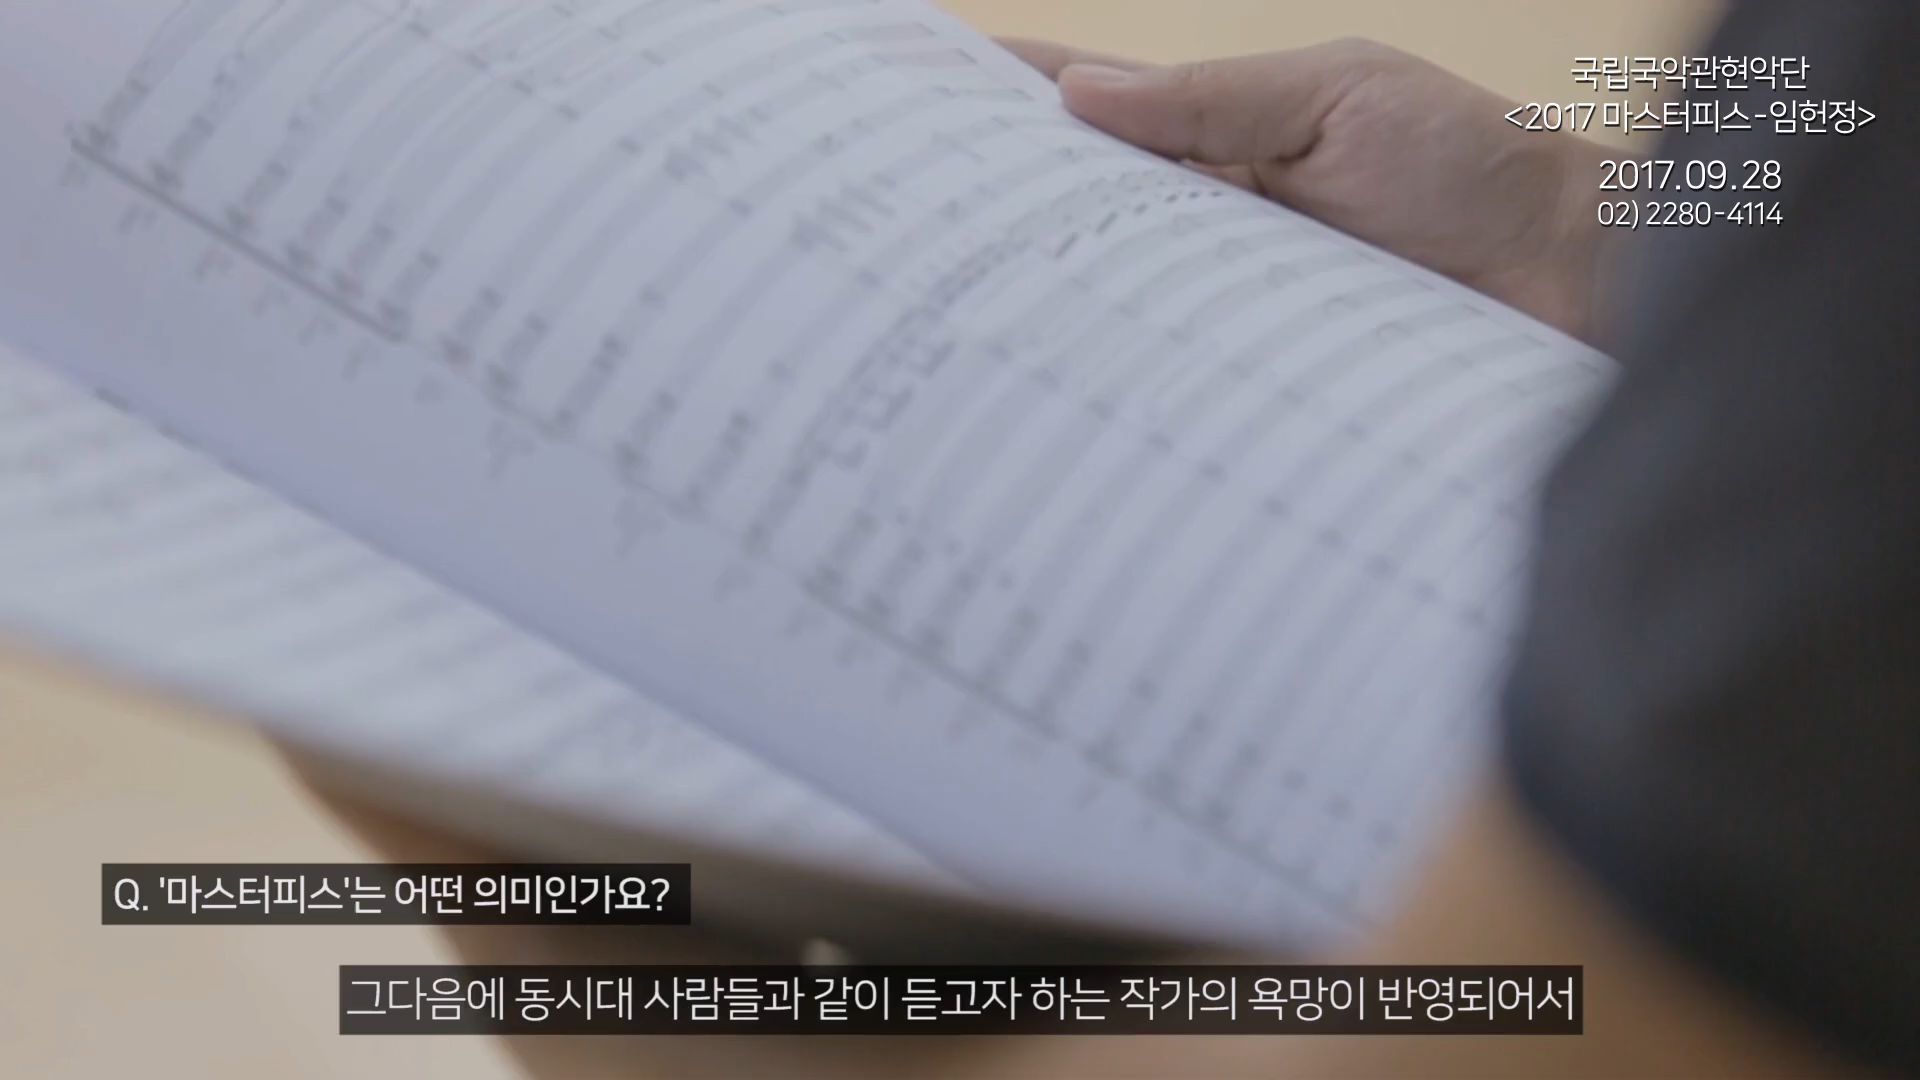 국립국악관현악단
<2017 마스터피스-임헌정>
2017.09.28
02) 2280-4114
Q. '마스터피스'는 어떤 의미인가요?
그다음에 동시대 사람들과 같이 듣고자 하는 작가의 욕망이 반영되어서